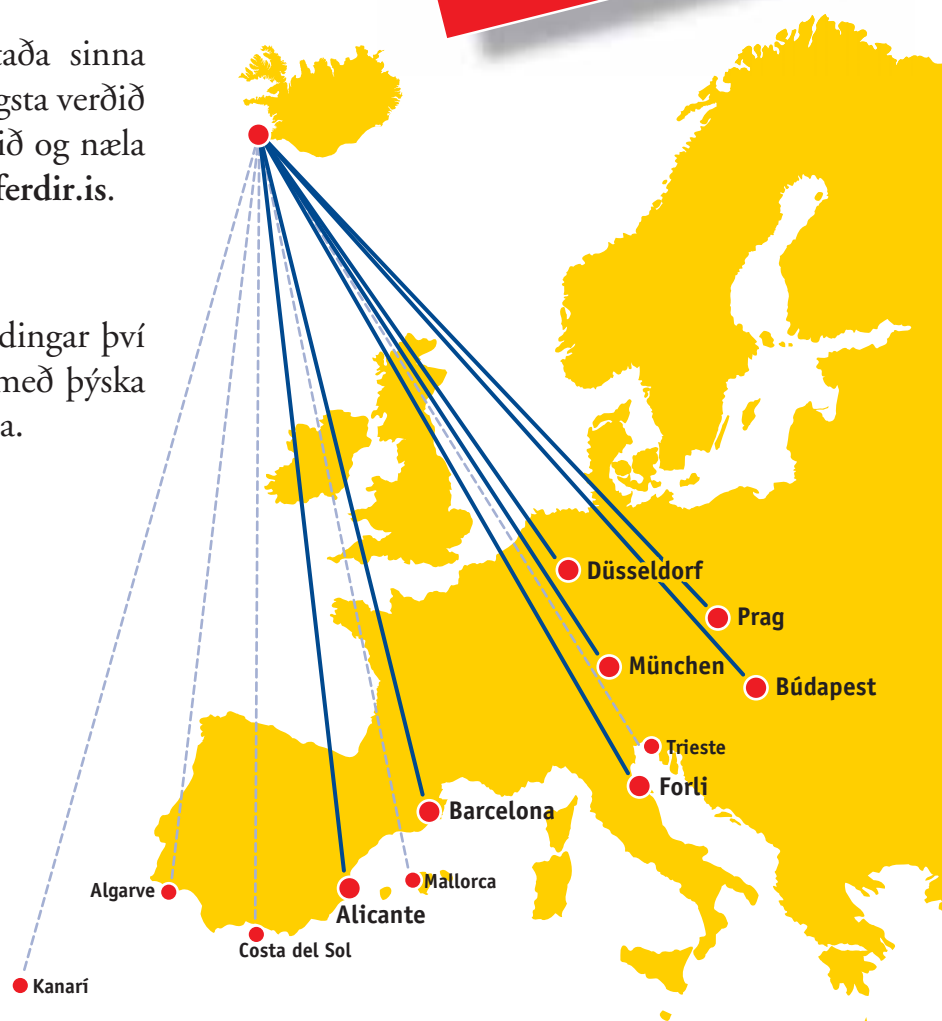 taða sinna
gsta verðið
ið og næla
ferdir.is.
dingar því
með þýska
a.
Düsseldorf
Prag
München
Búdapest
Trieste
Forli
Barcelona
Mallorca
Algarve
Alicante
Costa del Sol
Kanarí